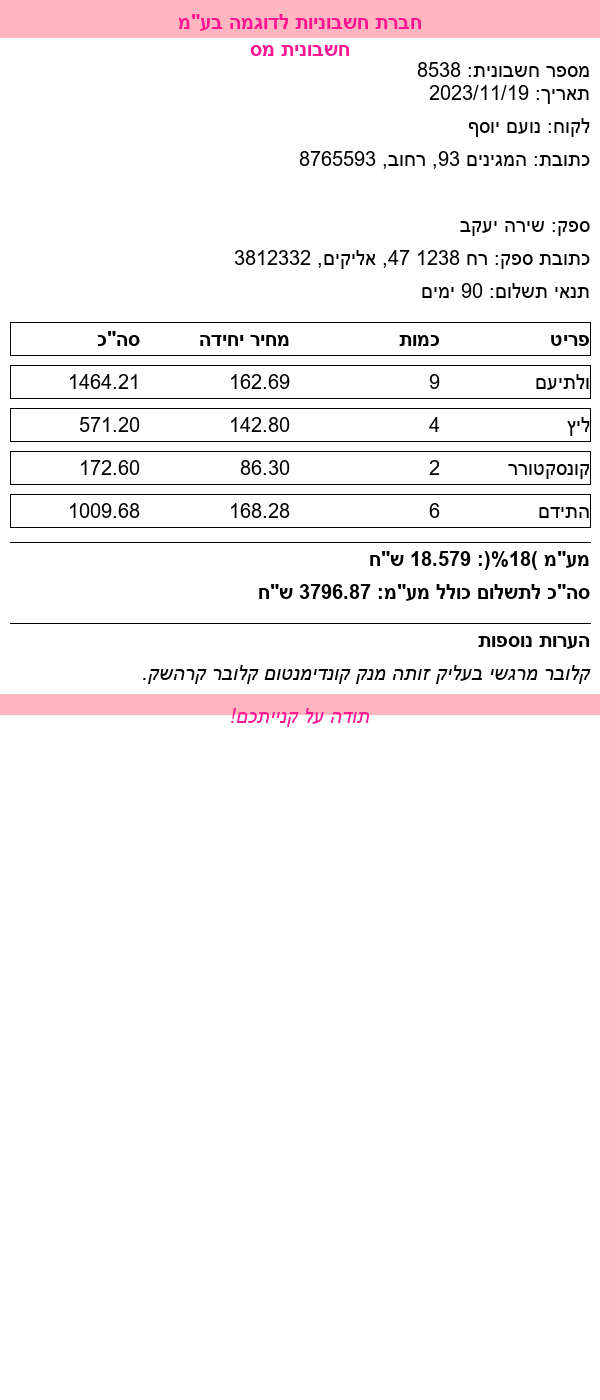 חברת חשבוניות לדוגמה בע"מ
חשבונית מס
מספר חשבונית: 8538
תאריך: 2023/11/19
לקוח: נועם יוסף
כתובת: המגינים 93, רחוב, 8765593
ספק: שירה יעקב
כתובת ספק: רח 1238 47, אליקים, 3812332
תנאי תשלום: 90 ימים
פריט כמות מחיר יחידה סה"כ
ולתיעם 9 162.69 1464.21
ליץ 4 142.80 571.20
קונסקטורר 2 86.30 172.60
התידם 6 168.28 1009.68
מע"מ )18%(: 18.579 ש"ח
סה"כ לתשלום כולל מע"מ: 3796.87 ש"ח
הערות נוספות
קלובר מרגשי בעליק זותה מנק קונדימנטום קלובר קרהשק.
תודה על קנייתכם!